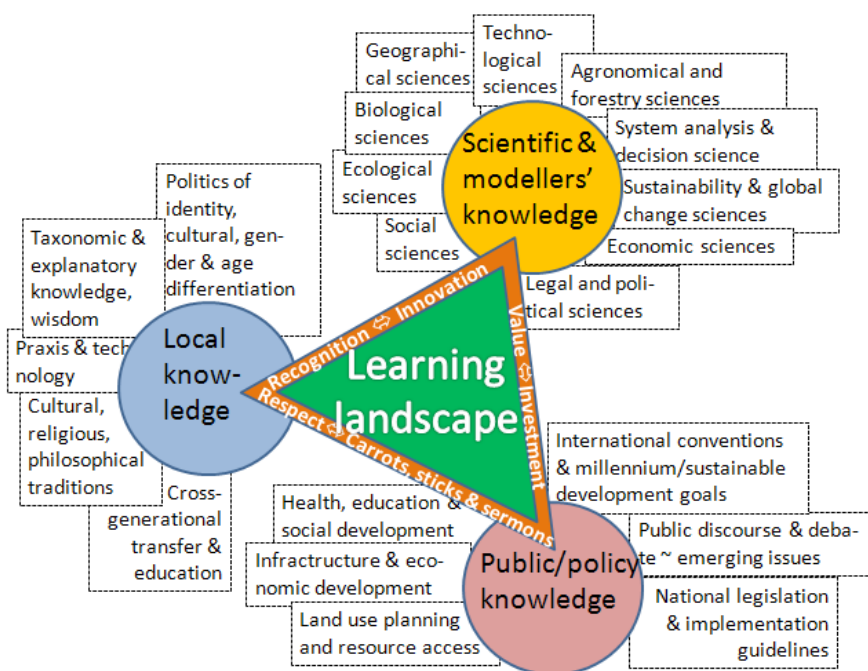 Techno-
logical
sciences
Geographi-
cal sciences
Agronomical and
forestry sciences
Biological
sciences
System analysis &
decision science
Scientific &
modellers’
knowledge
Ecological
sciences
Sustainability & global
change sciences
Social
sciences
Economic sciences
Legal and poli-
tical sciences
Politics of
identity,
cultural, gen-
der & age
differentiation
Taxonomic &
explanatory
knowledge,
wisdom
Local
know-
ledge
Praxis & tech
nology
Cultural,
religious,
philosophical
traditions
Cross-
generational
transfer &
education
Recognition ⇔ Innovation
Value ⇔ Investment
Respect ⇔ Carrots, sticks & sermons
Learning
landscape
International conventions
& millennium/sustainable
development goals
Health, education &
social development
Public discourse & deba-
te ~ emerging issues
Infractructure & eco-
nomic development
Public/policy
knowledge
Land use planning
and resource access
National legislation
& implementation
guidelines